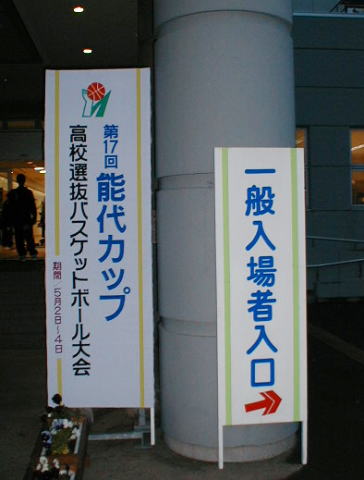 第17回 能代カップ
高校選抜バスケットボール大会
期間/5月2日〜4日
一般入場者入口